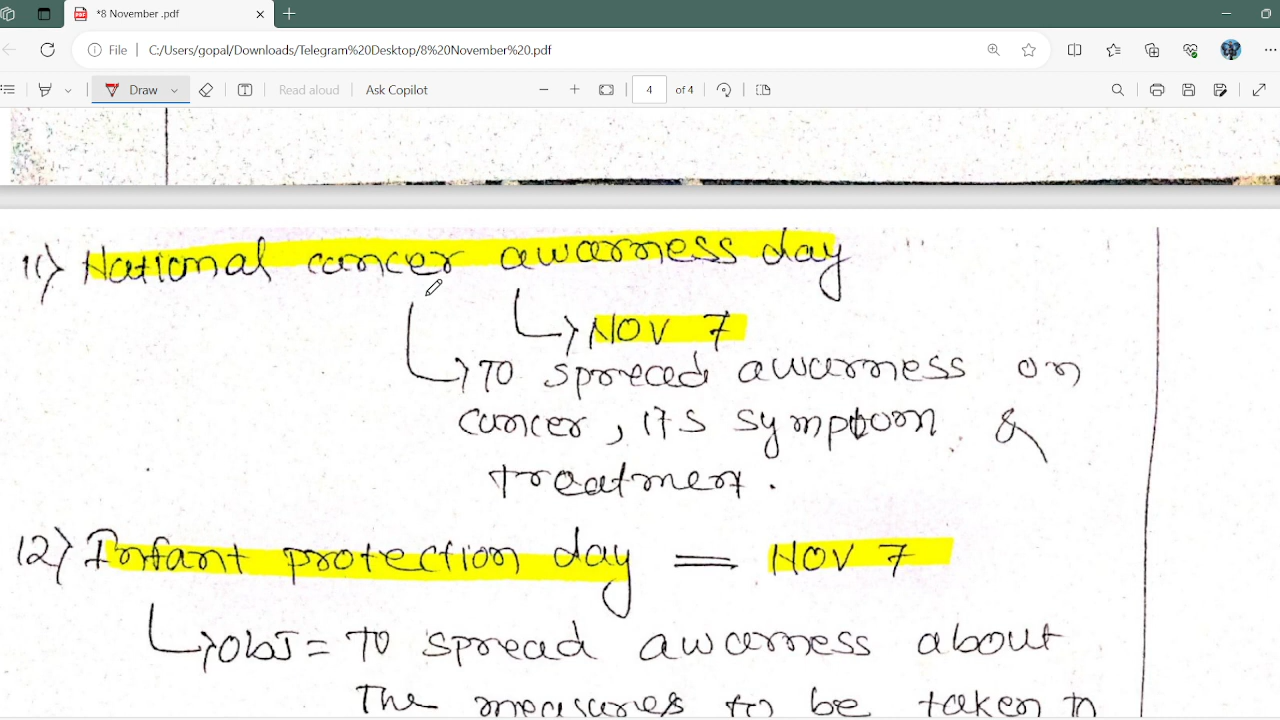 *8 November .pdf
File
C:/Users/gopal/Downloads/Telegram%20Desktop/8%20November%20.pdf
Draw
Read aloud
Ask Copilot
4 of 4
11) National cancer awarness day
NOV 7
TO spread awarness on
cancer, its symptom &
treatment.
12) Infant protection day = NOV 7
obj = TO spread awarness about
The measures to be taken to